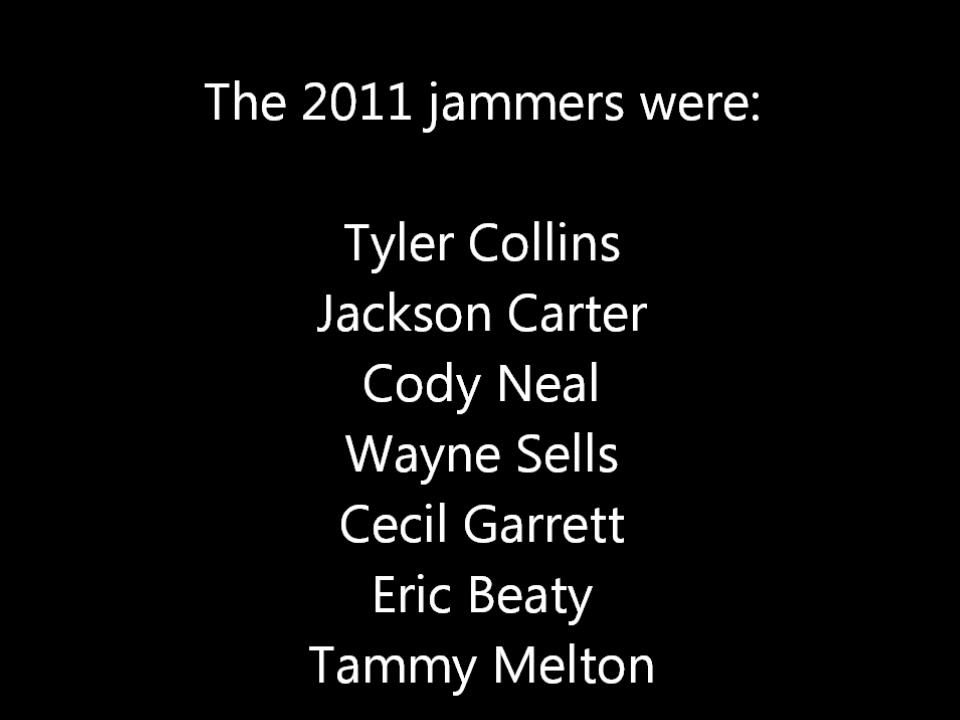 The 2011 jammers were:
Tyler Collins
Jackson Carter
Cody Neal
Wayne Sells
Cecil Garrett
Eric Beaty
Tammy Melton